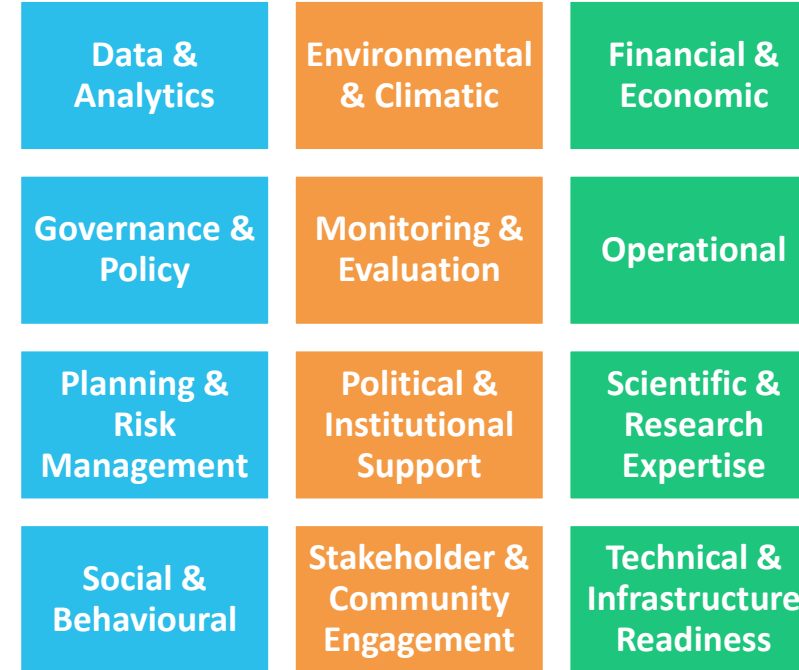 Data &
Analytics
Environmental
& Climatic
Financial &
Economic
Governance &
Policy
Monitoring &
Evaluation
Operational
Planning &
Risk
Management
Political &
Institutional
Support
Scientific &
Research
Expertise
Social &
Behavioural
Stakeholder &
Community
Engagement
Technical &
Infrastructure
Readiness